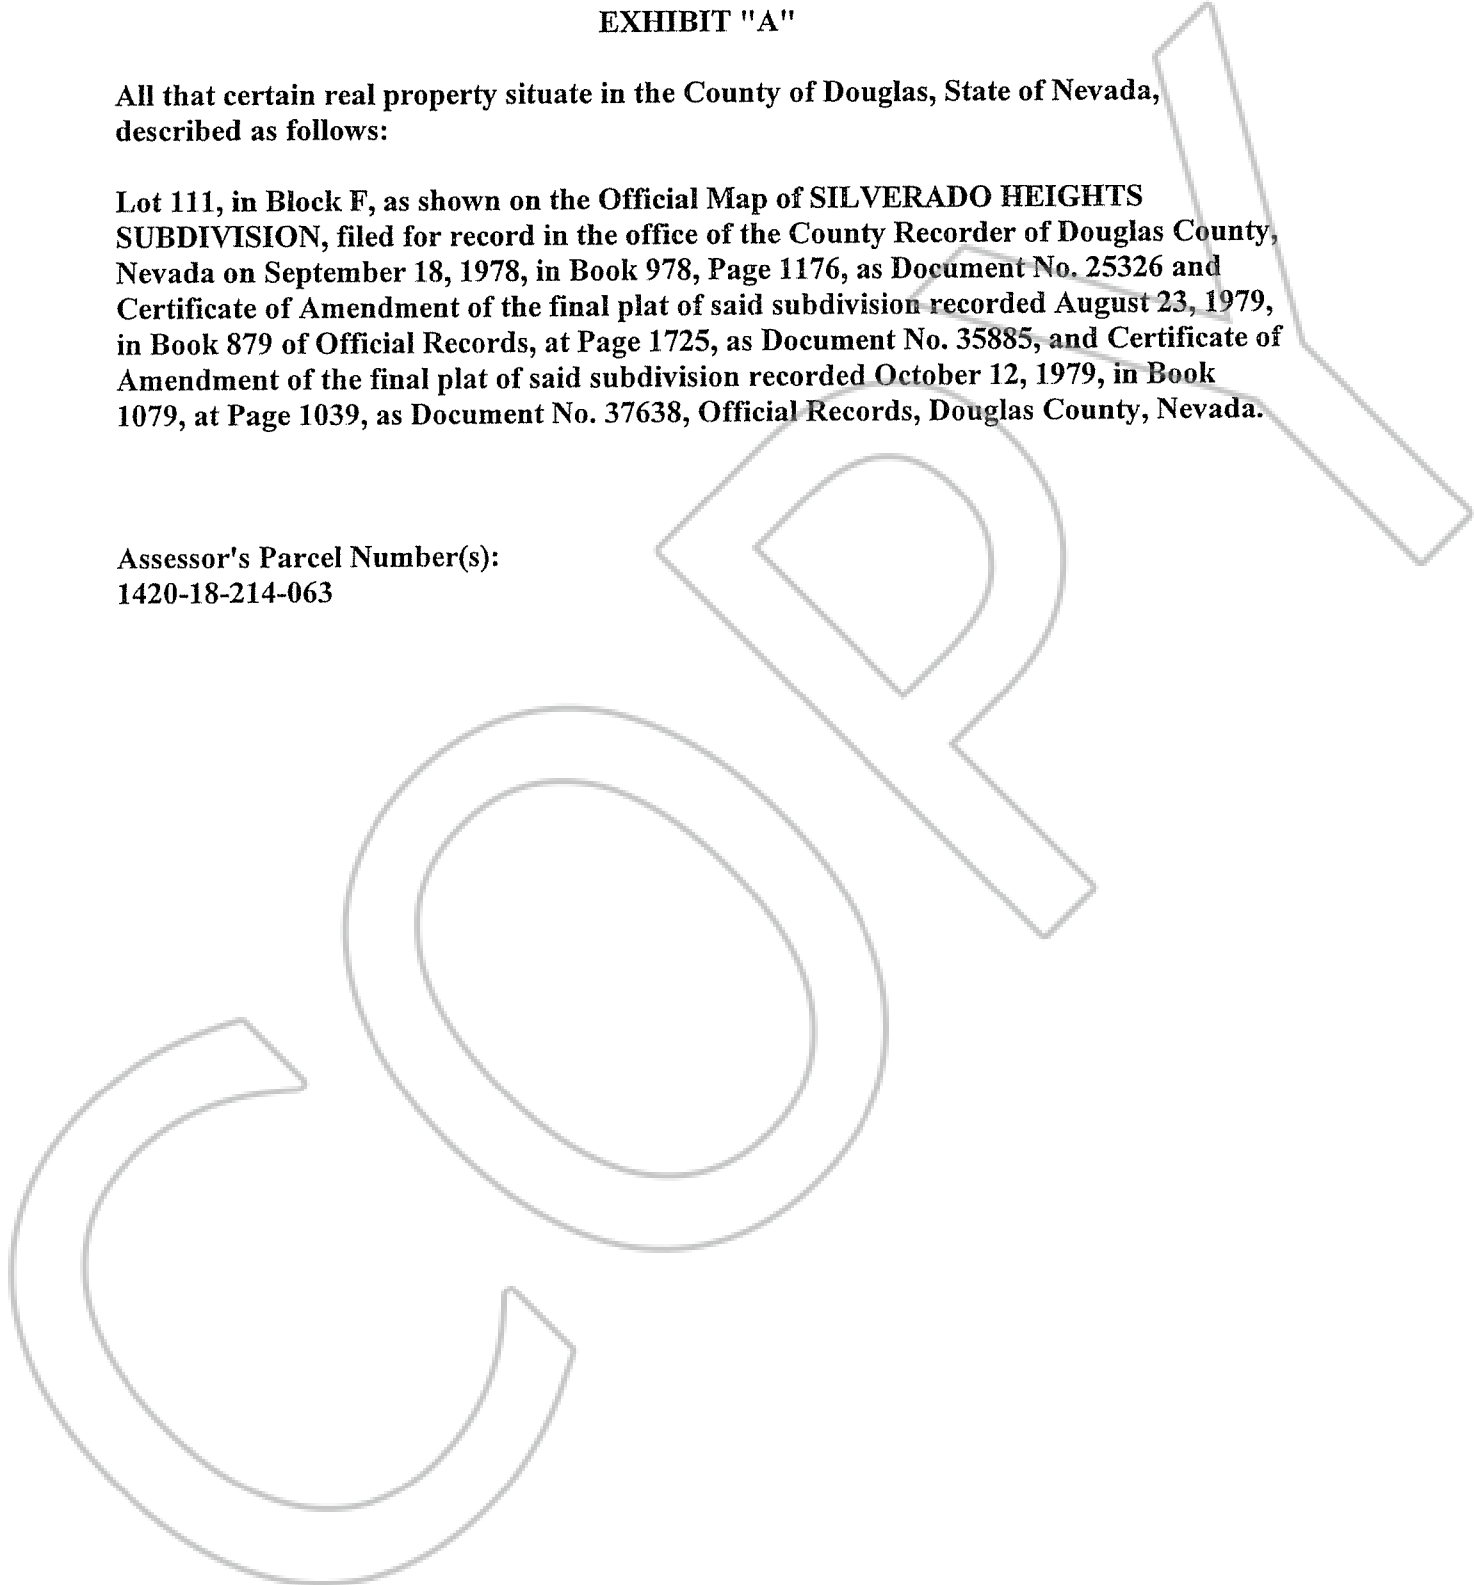 EXHIBIT "A"
All that certain real property situate in the County of Douglas, State of Nevada,
described as follows:
Lot 111, in Block F, as shown on the Official Map of SILVERADO HEIGHTS
SUBDIVISION, filed for record in the office of the County Recorder of Douglas County,
Nevada on September 18, 1978, in Book 978, Page 1176, as Document No. 25326 and
Certificate of Amendment of the final plat of said subdivision recorded August 23, 1979,
in Book 879 of Official Records, at Page 1725, as Document No. 35885, and Certificate of
Amendment of the final plat of said subdivision recorded October 12, 1979, in Book
1079, at Page 1039, as Document No. 37638, Official Records, Douglas County, Nevada.
Assessor's Parcel Number(s):
1420-18-214-063
COPY